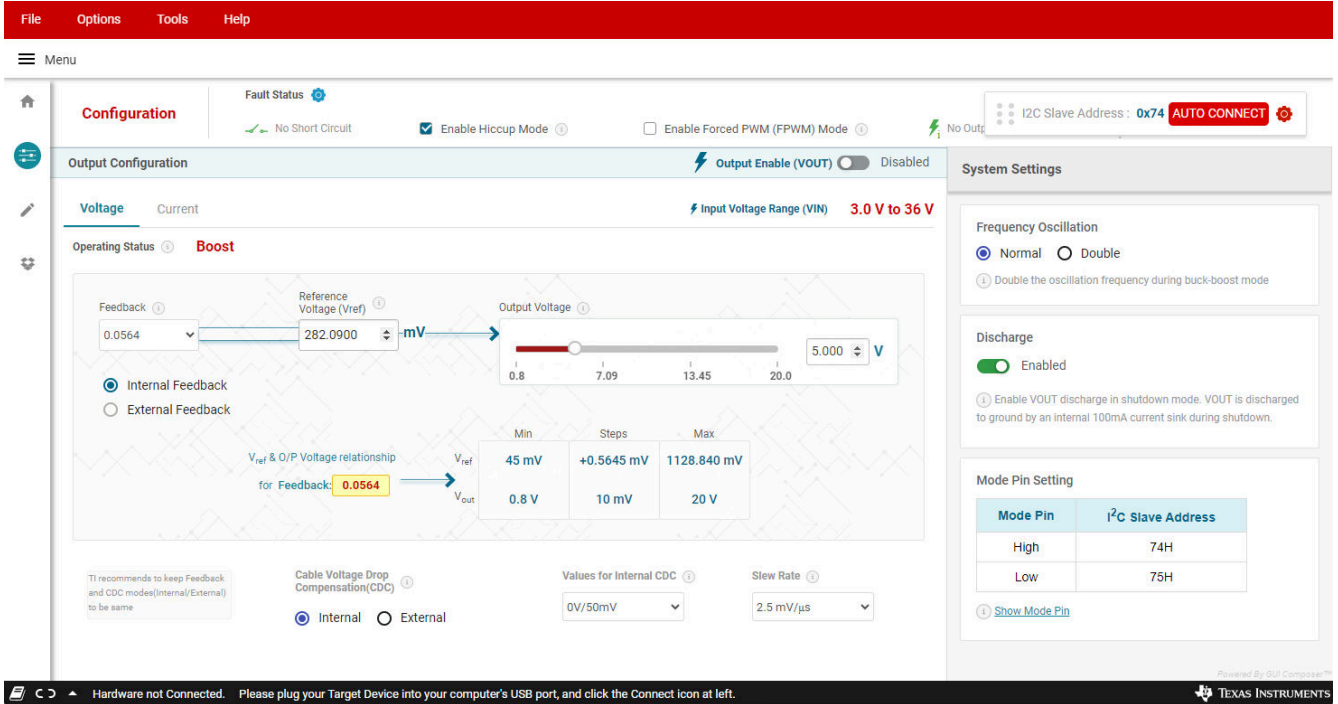 File Options Tools Help
Menu
Configuration
Fault Status
No Short Circuit
Enable Hiccup Mode
Enable Forced PWM (FPWM) Mode
No Outp
I2C Slave Address : 0x74 AUTO CONNECT
Output Configuration
Output Enable (VOUT) Disabled
Voltage Current
Input Voltage Range (VIN) 3.0 V to 36 V
Operating Status Boost
Feedback
0.0564
Internal Feedback
External Feedback
Reference
Voltage (Vref)
282.0900 mV
Output Voltage
5.000 V
0.8 7.09 13.45 20.0
Vref & O/P Voltage relationship
for Feedback: 0.0564
Min Steps Max
Vref 45 mV +0.5645 mV 1128.840 mV
Vout 0.8 V 10 mV 20 V
TI recommends to keep Feedback
and CDC modes(Internal/External)
to be same
Cable Voltage Drop
Compensation(CDC)
Internal External
Values for Internal CDC
0V/50mV
Slew Rate
2.5 mV/μs
System Settings
Frequency Oscillation
Normal Double
Double the oscillation frequency during buck-boost mode
Discharge
Enabled
Enable VOUT discharge in shutdown mode. VOUT is discharged
to ground by an internal 100mA current sink during shutdown.
Mode Pin Setting
Mode Pin I²C Slave Address
High 74H
Low 75H
Show Mode Pin
Powered By GUI Composer™
Hardware not Connected. Please plug your Target Device into your computer's USB port, and click the Connect icon at left.
TEXAS INSTRUMENTS